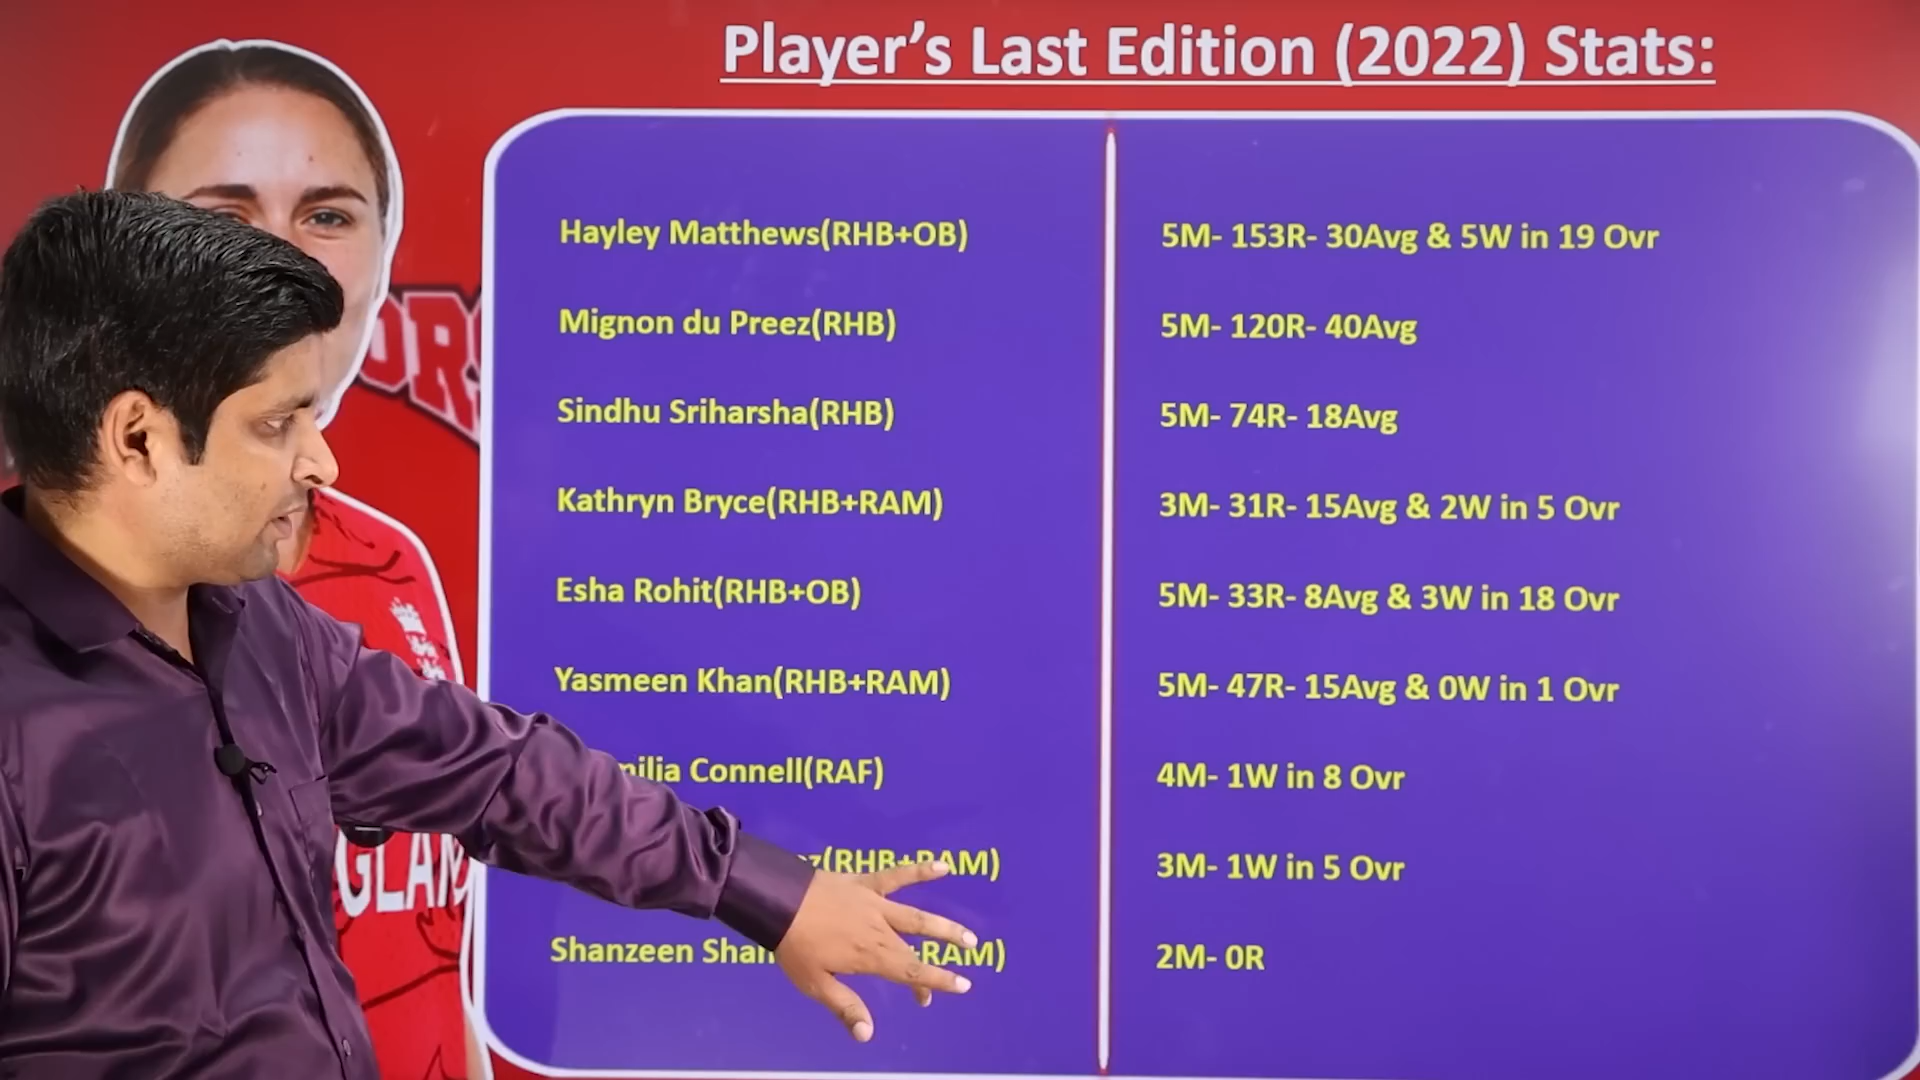 Player’s Last Edition (2022) Stats:
Hayley Matthews(RHB+OB) 5M- 153R- 30Avg & 5W in 19 Ovr
Mignon du Preez(RHB) 5M- 120R- 40Avg
Sindhu Sriharsha(RHB) 5M- 74R- 18Avg
Kathryn Bryce(RHB+RAM) 3M- 31R- 15Avg & 2W in 5 Ovr
Esha Rohit(RHB+OB) 5M- 33R- 8Avg & 3W in 18 Ovr
Yasmeen Khan(RHB+RAM) 5M- 47R- 15Avg & 0W in 1 Ovr
Connell(RAF) 4M- 1W in 8 Ovr
(RHB+RAM) 3M- 1W in 5 Ovr
Shanzeen RAM) 2M- 0R